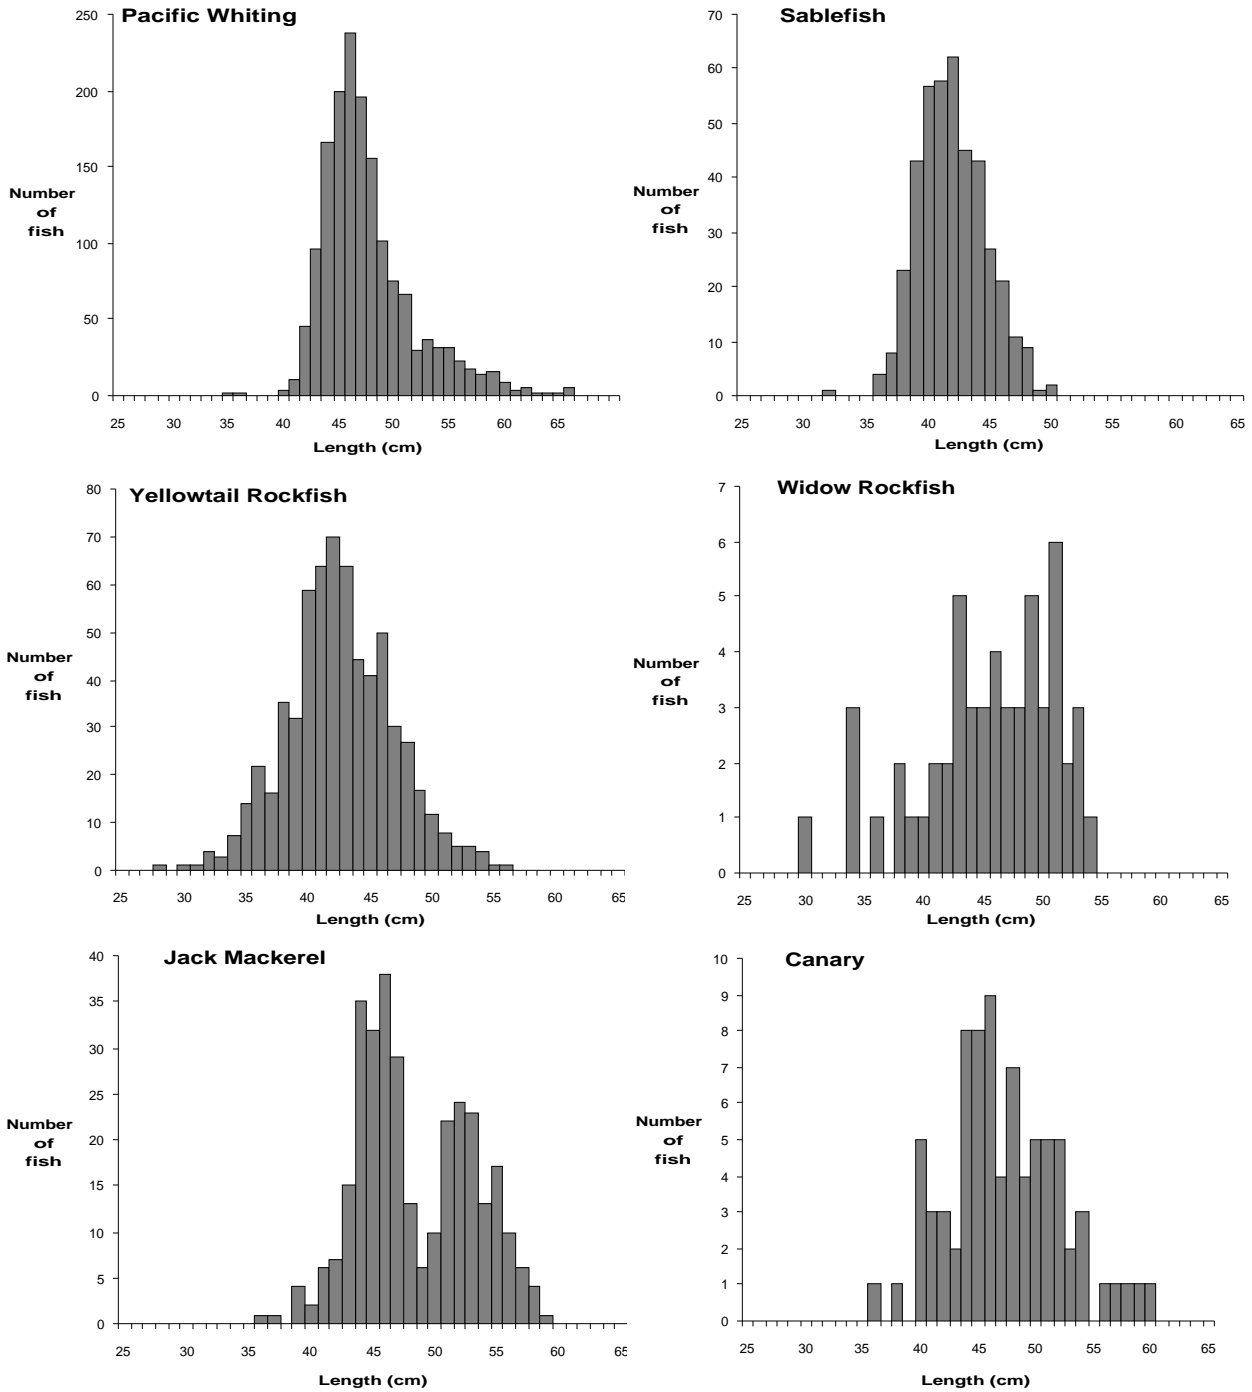 Pacific Whiting
250
200
150
100
50
0
Number
of
fish
25 30 35 40 45 50 55 60 65
Length (cm)
Sablefish
70
60
50
40
30
20
10
0
Number
of
fish
25 30 35 40 45 50 55 60 65
Length (cm)
Yellowtail Rockfish
80
70
60
50
40
30
20
10
0
Number
of
fish
25 30 35 40 45 50 55 60 65
Length (cm)
Widow Rockfish
7
6
5
4
3
2
1
0
Number
of
fish
25 30 35 40 45 50 55 60 65
Length (cm)
Jack Mackerel
40
35
30
25
20
15
10
5
0
Number
of
fish
25 30 35 40 45 50 55 60 65
Length (cm)
Canary
10
9
8
7
6
5
4
3
2
1
0
Number
of
fish
25 30 35 40 45 50 55 60 65
Length (cm)